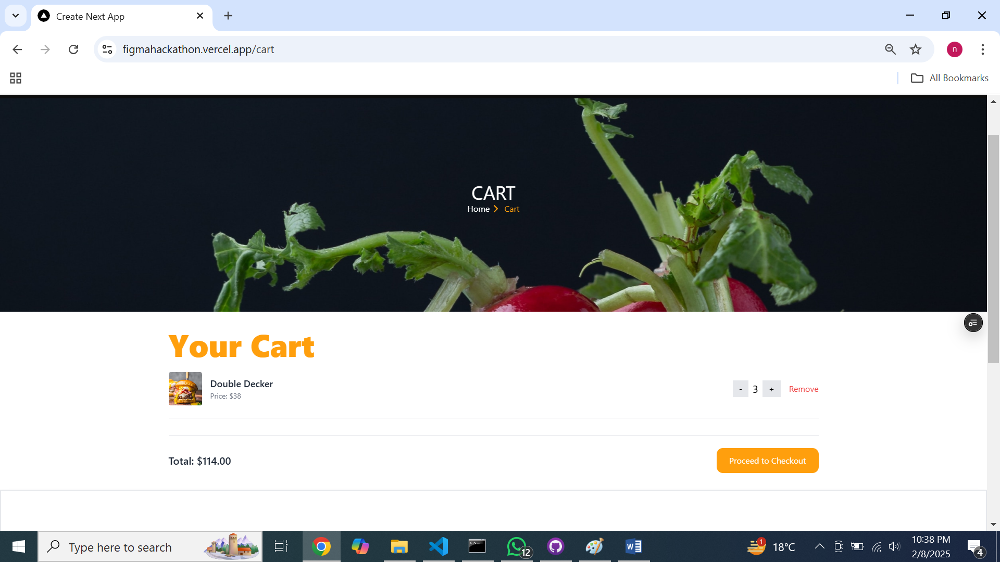 Create Next App
figmahackathon.vercel.app/cart
n
All Bookmarks
CART
Home Cart
Your Cart
Double Decker
Price: $38
- 3 + Remove
Total: $114.00
Proceed to Checkout
Type here to search
12
1
18°C
10:38 PM
2/8/2025
4